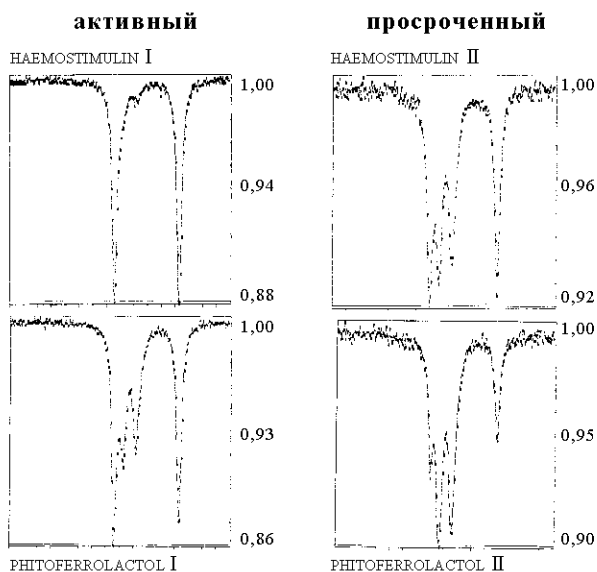 активный просроченный
HAEMOSTIMULIN I HAEMOSTIMULIN II
1,00 1,00
0,94 0,96
0,88 0,92
1,00 1,00
0,93 0,95
0,86 0,90
PHITOFERROLACTOL I PHITOFERROLACTOL II